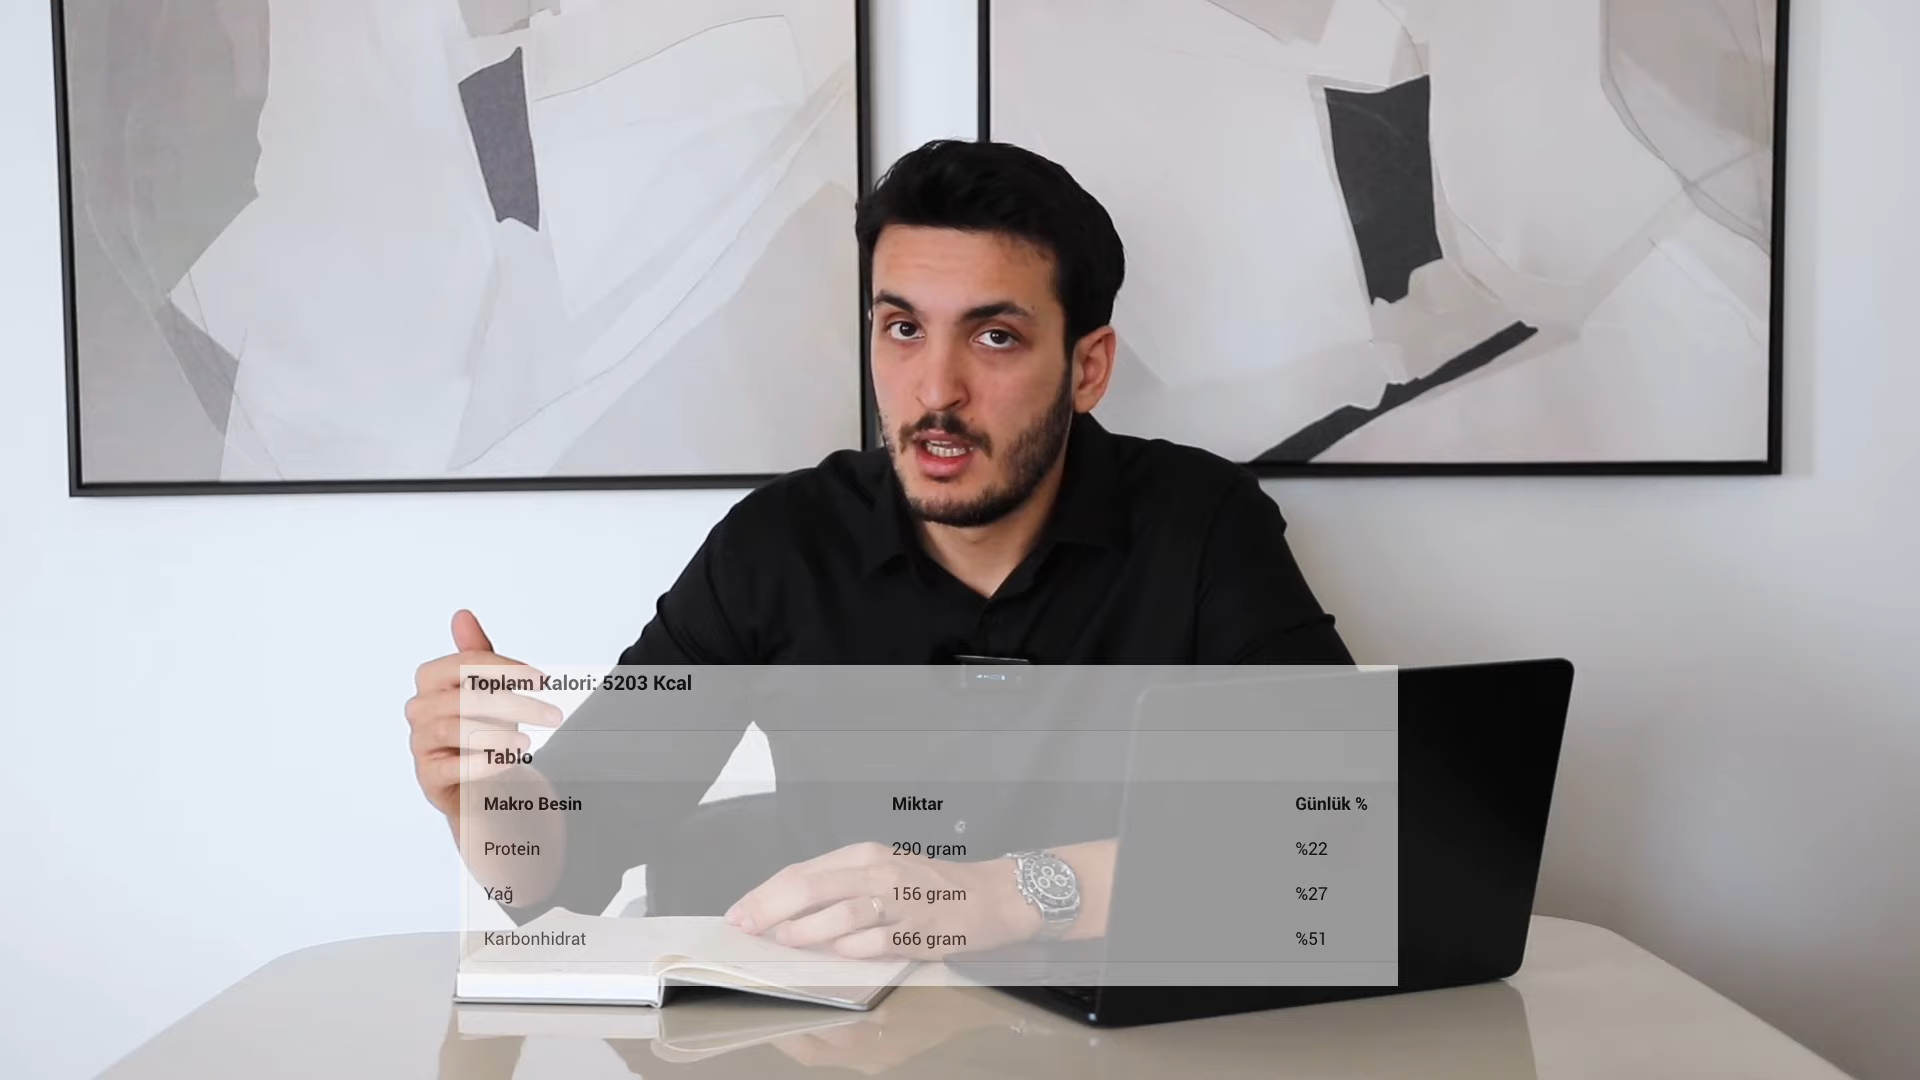 Toplam Kalori: 5203 Kcal
Tablo
Makro Besin Miktar Günlük %
Protein 290 gram %22
Yağ 156 gram %27
Karbonhidrat 666 gram %51